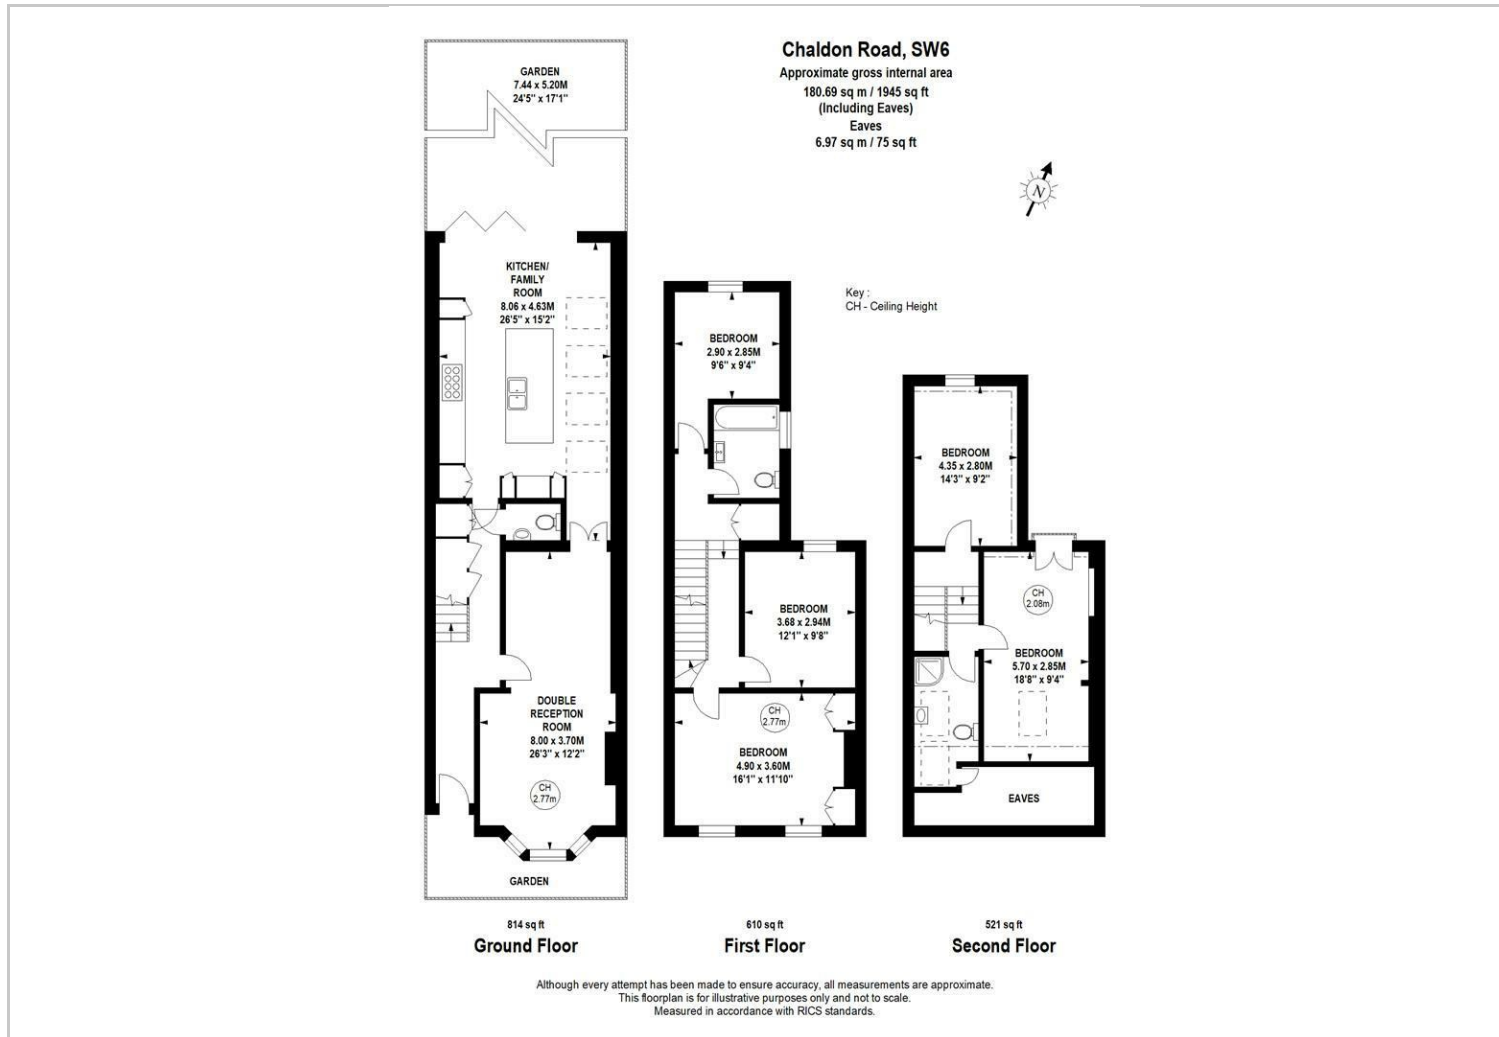 Chaldon Road, SW6
Approximate gross internal area
180.69 sq m / 1945 sq ft
(Including Eaves)
Eaves
6.97 sq m / 75 sq ft
N
Key :
CH - Ceiling Height
GARDEN
7.44 x 5.20M
24'5" x 17'1"
KITCHEN/
FAMILY
ROOM
8.06 x 4.63M
26'5" x 15'2"
DOUBLE
RECEPTION
ROOM
8.00 x 3.70M
26'3" x 12'2"
CH
2.77m
GARDEN
814 sq ft
Ground Floor
BEDROOM
2.90 x 2.85M
9'6" x 9'4"
BEDROOM
3.68 x 2.94M
12'1" x 9'8"
CH
2.77m
BEDROOM
4.90 x 3.60M
16'1" x 11'10"
610 sq ft
First Floor
BEDROOM
4.35 x 2.80M
14'3" x 9'2"
CH
2.08m
BEDROOM
5.70 x 2.85M
18'8" x 9'4"
EAVES
521 sq ft
Second Floor
Although every attempt has been made to ensure accuracy, all measurements are approximate.
This floorplan is for illustrative purposes only and not to scale.
Measured in accordance with RICS standards.